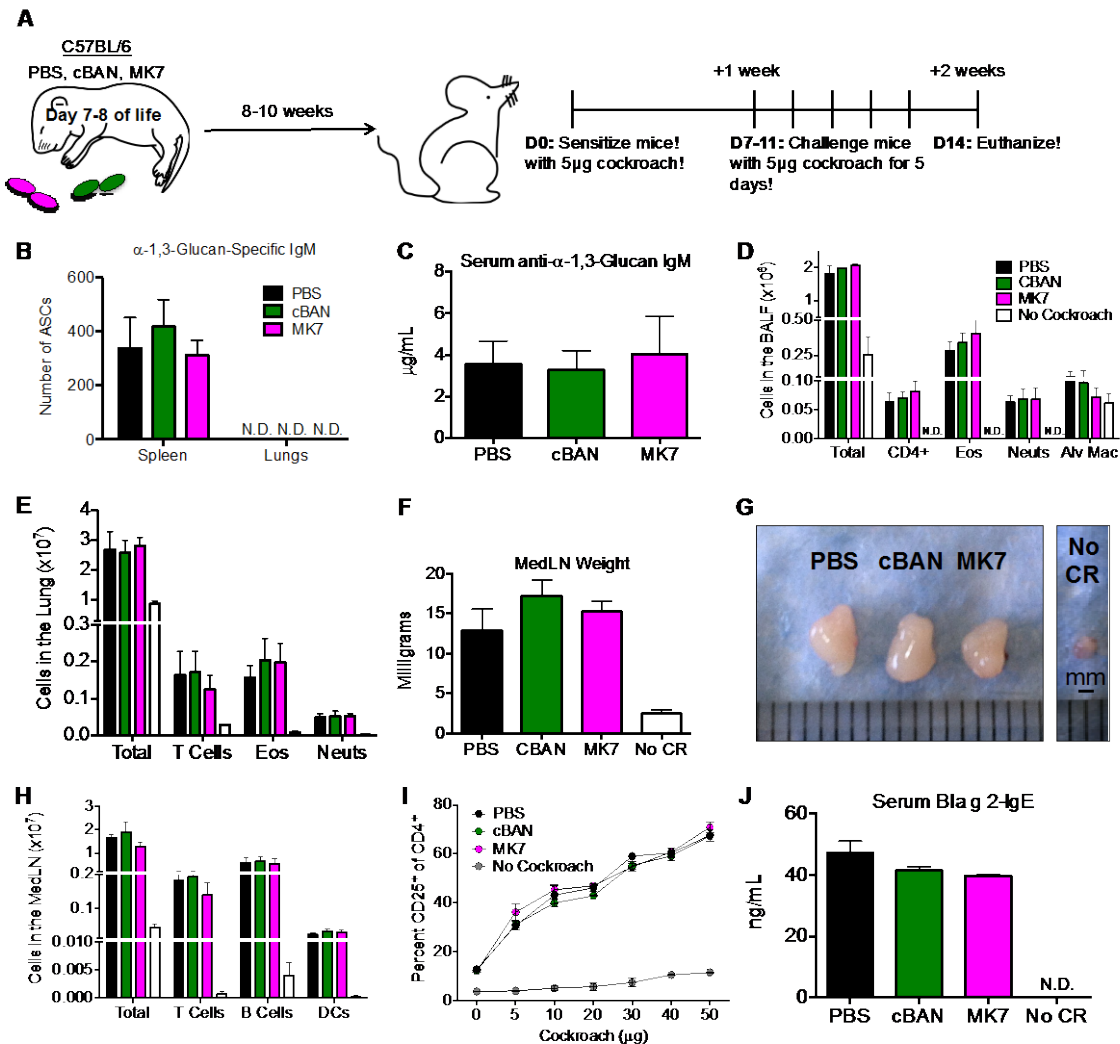 A
C57BL/6
PBS, cBAN, MK7
Day 7-8 of life
8-10 weeks
+1 week
+2 weeks
D0: Sensitize mice!
with 5µg cockroach!
D7-11: Challenge mice
with 5µg cockroach for 5
days!
D14: Euthanize!
B
α-1,3-Glucan-Specific IgM
Number of ASCs
600
400
200
0
PBS
cBAN
MK7
N.D. N.D. N.D.
Spleen
Lungs
C
Serum anti-α-1,3-Glucan IgM
µg/mL
8
6
4
2
0
PBS
cBAN
MK7
D
Cells in the BALF (x10⁶)
2
1
0.50
0.25
0.10
0.05
0.00
PBS
CBAN
MK7
No Cockroach
N.D.
N.D.
N.D.
Total
CD4+
Eos
Neuts
Alv Mac
E
Cells in the Lung (x10⁷)
4
3
2
1
0.3
0.2
0.1
0.0
Total
T Cells
Eos
Neuts
F
MedLN Weight
Milligrams
20
15
10
5
0
PBS
CBAN
MK7
No CR
G
PBS cBAN MK7
No
CR
mm
H
Cells in the MedLN (x10⁷)
3
2
1
0.2
0.1
0.010
0.005
0.000
Total
T Cells
B Cells
DCs
I
Percent CD25⁺ of CD4⁺
80
60
40
20
0
PBS
cBAN
MK7
No Cockroach
0
5
10
20
30
40
50
Cockroach (µg)
J
Serum Bla g 2-IgE
ng/mL
60
40
20
0
N.D.
PBS
cBAN
MK7
No CR